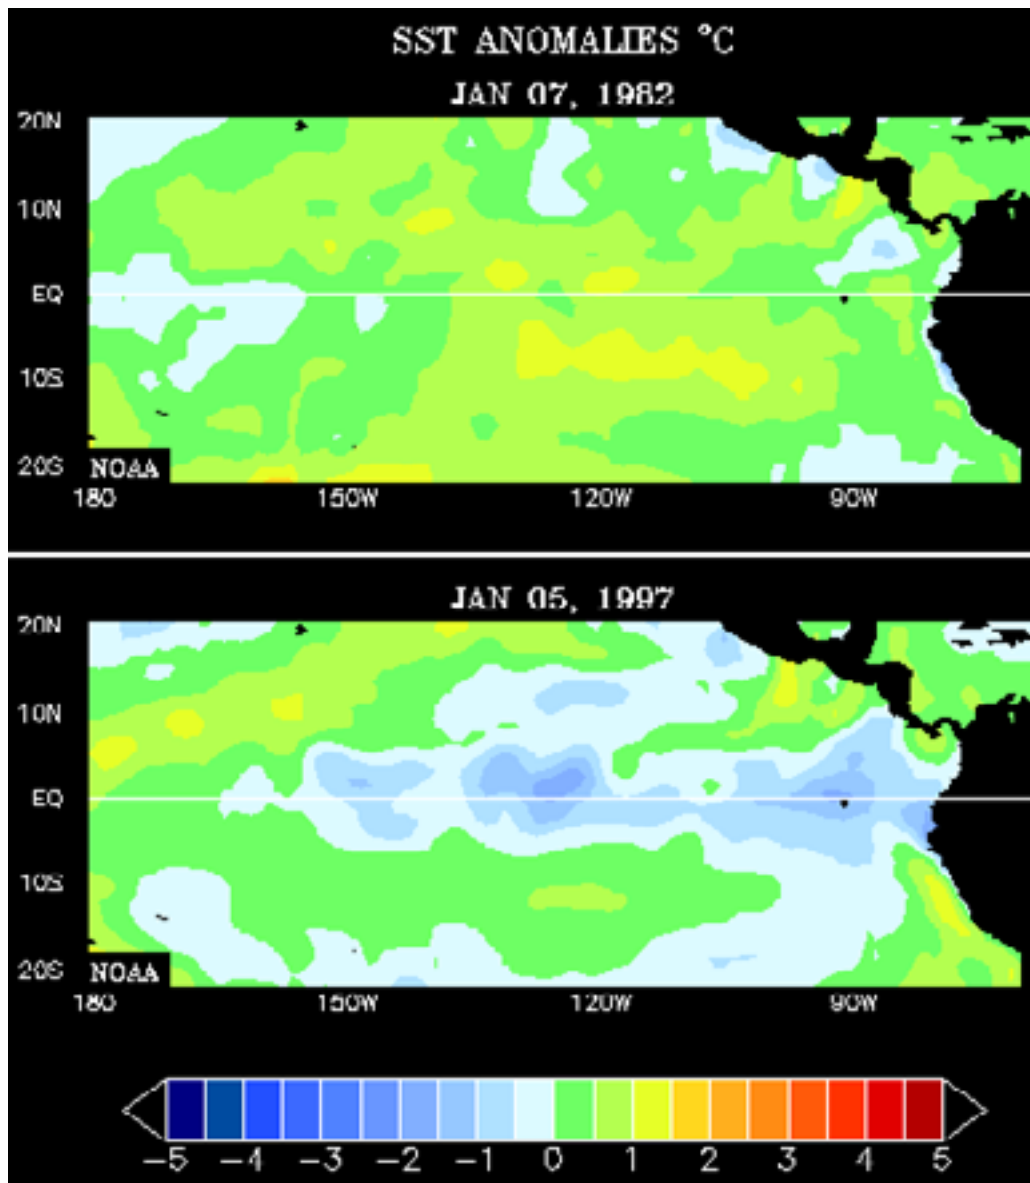 SST ANOMALIES °C
JAN 07, 1982
20N
10N
EQ
10S
20S
NOAA
180 150W 120W 90W
JAN 05, 1997
20N
10N
EQ
10S
20S
NOAA
180 150W 120W 90W
-5 -4 -3 -2 -1 0 1 2 3 4 5